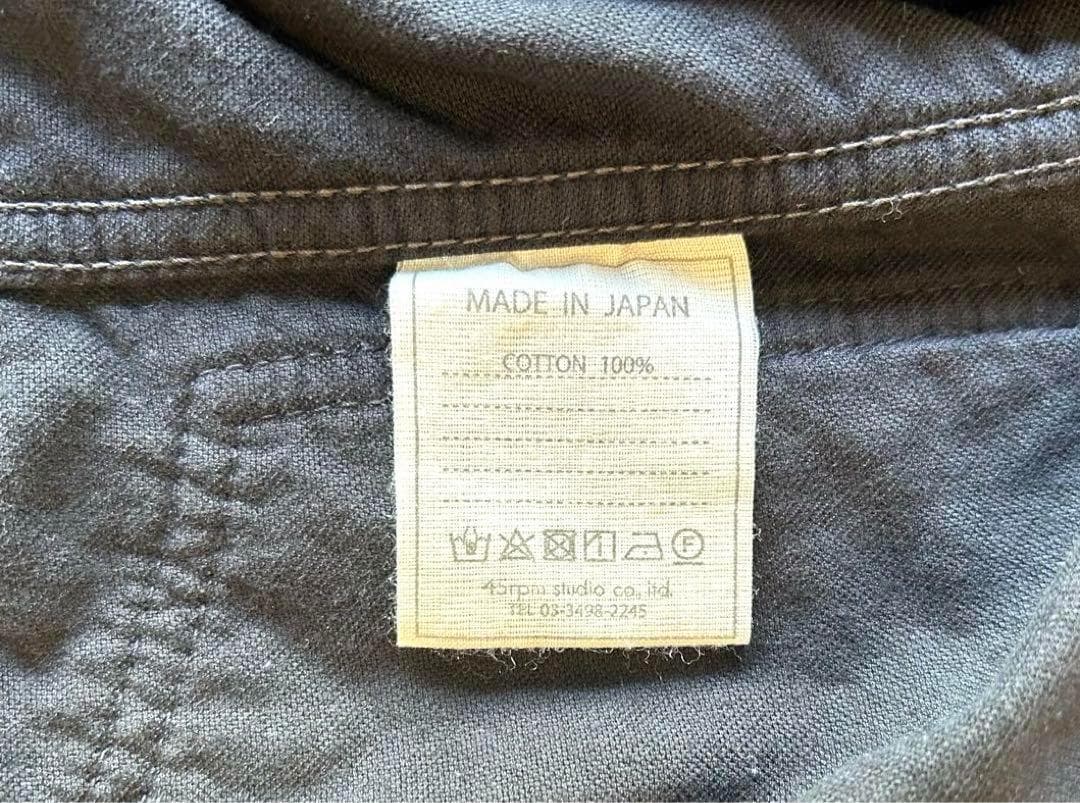 MADE IN JAPAN
COTTON 100%
F
45rpm studio co., ltd.
TEL 03-3498-2245